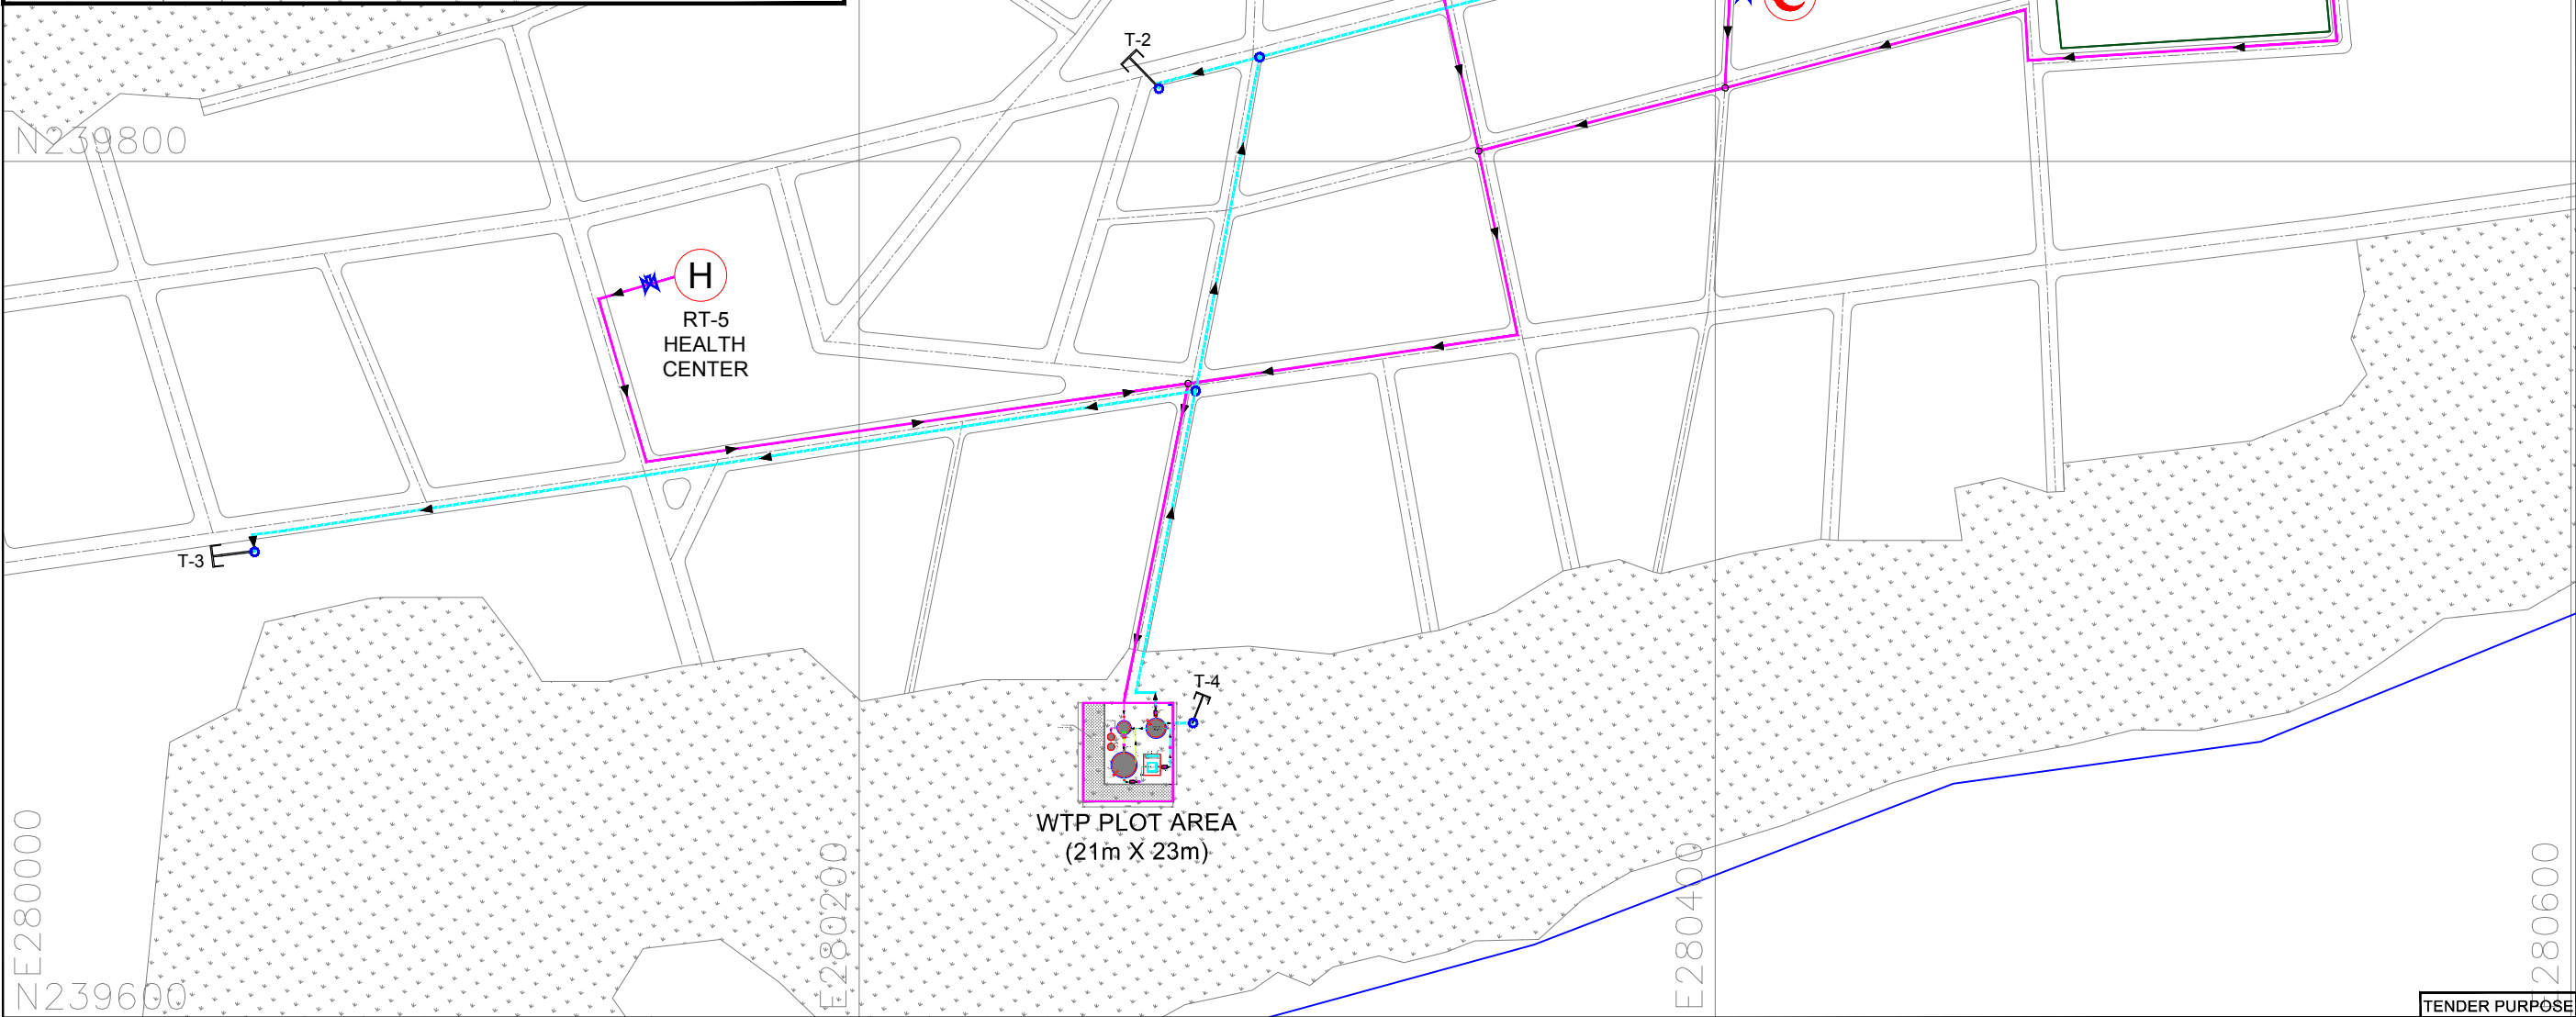 T-2
N239800
H
RT-5
HEALTH
CENTER
T-3
T-4
WTP PLOT AREA
(21m X 23m)
E280000
E280200
E280400
E280600
N239600
TENDER PURPOSE